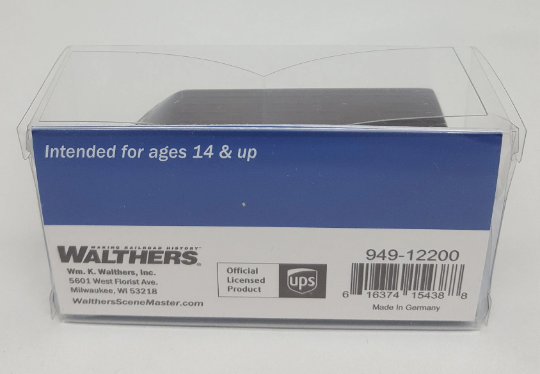 Intended for ages 14 & up
MAKING RAILROAD HISTORY™
WALTHERS®
Wm. K. Walthers, Inc.
5601 West Florist Ave.
Milwaukee, WI 53218
WalthersSceneMaster.com
Official
Licensed
Product
ups
949-12200
6 16374 15438 8
Made In Germany